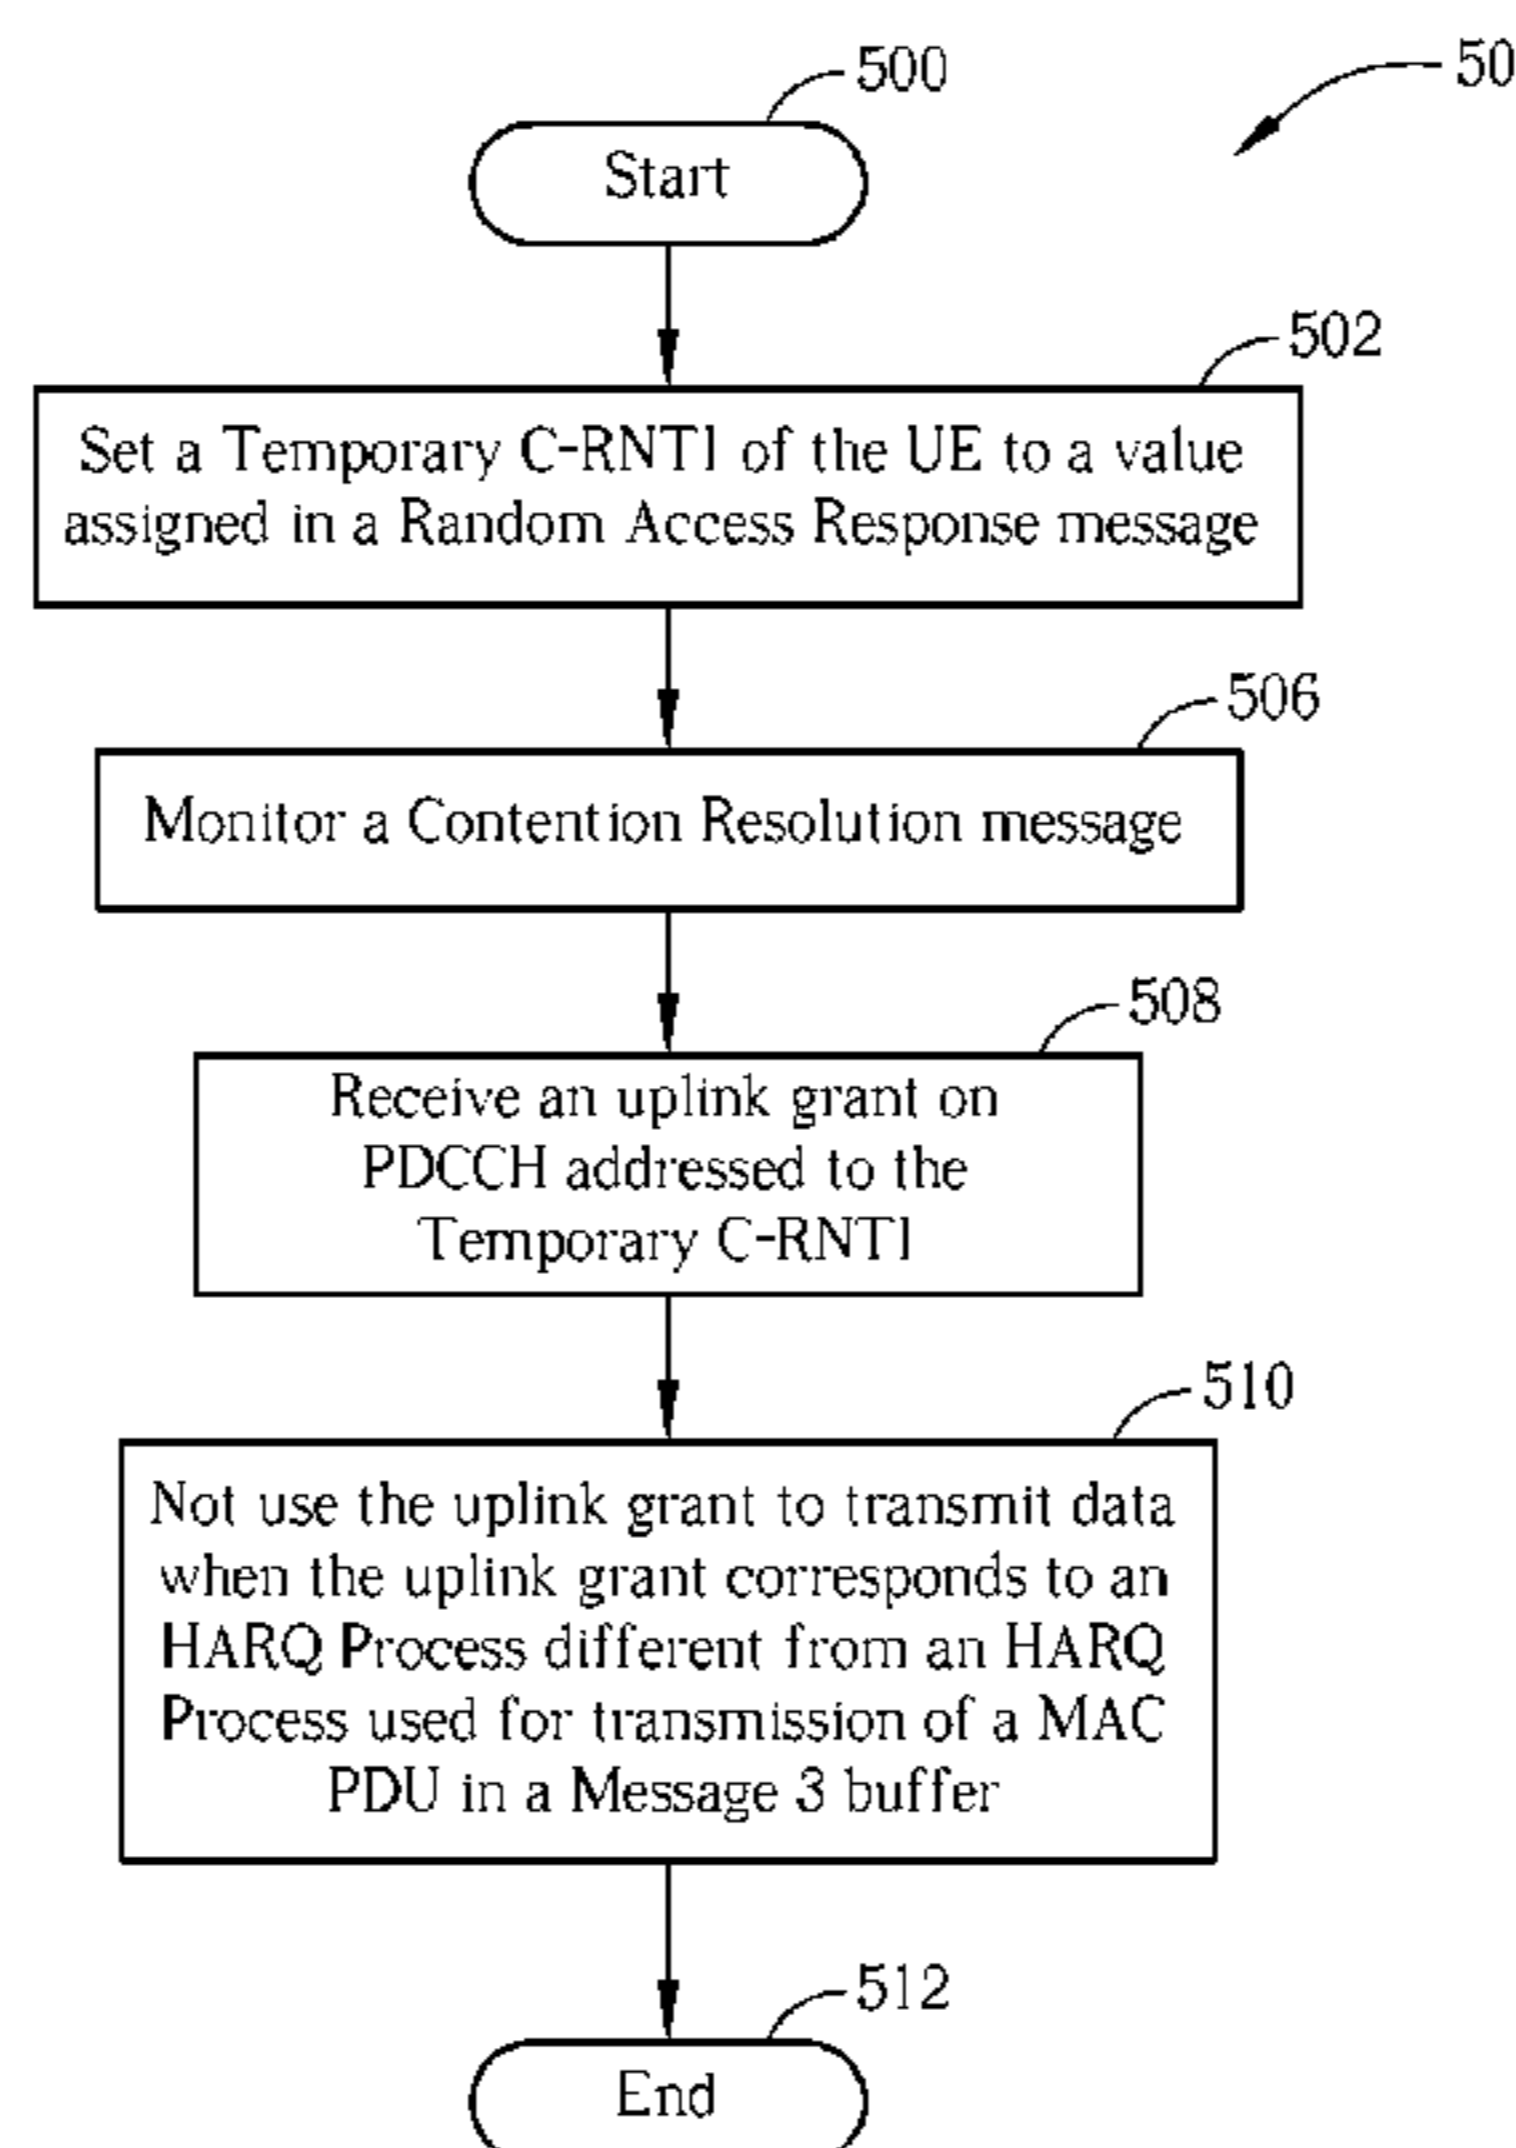 500
50
Start
502
Set a Temporary C-RNTI of the UE to a value
assigned in a Random Access Response message
506
Monitor a Contention Resolution message
508
Receive an uplink grant on
PDCCH addressed to the
Temporary C-RNTI
510
Not use the uplink grant to transmit data
when the uplink grant corresponds to an
HARQ Process different from an HARQ
Process used for transmission of a MAC
PDU in a Message 3 buffer
512
End